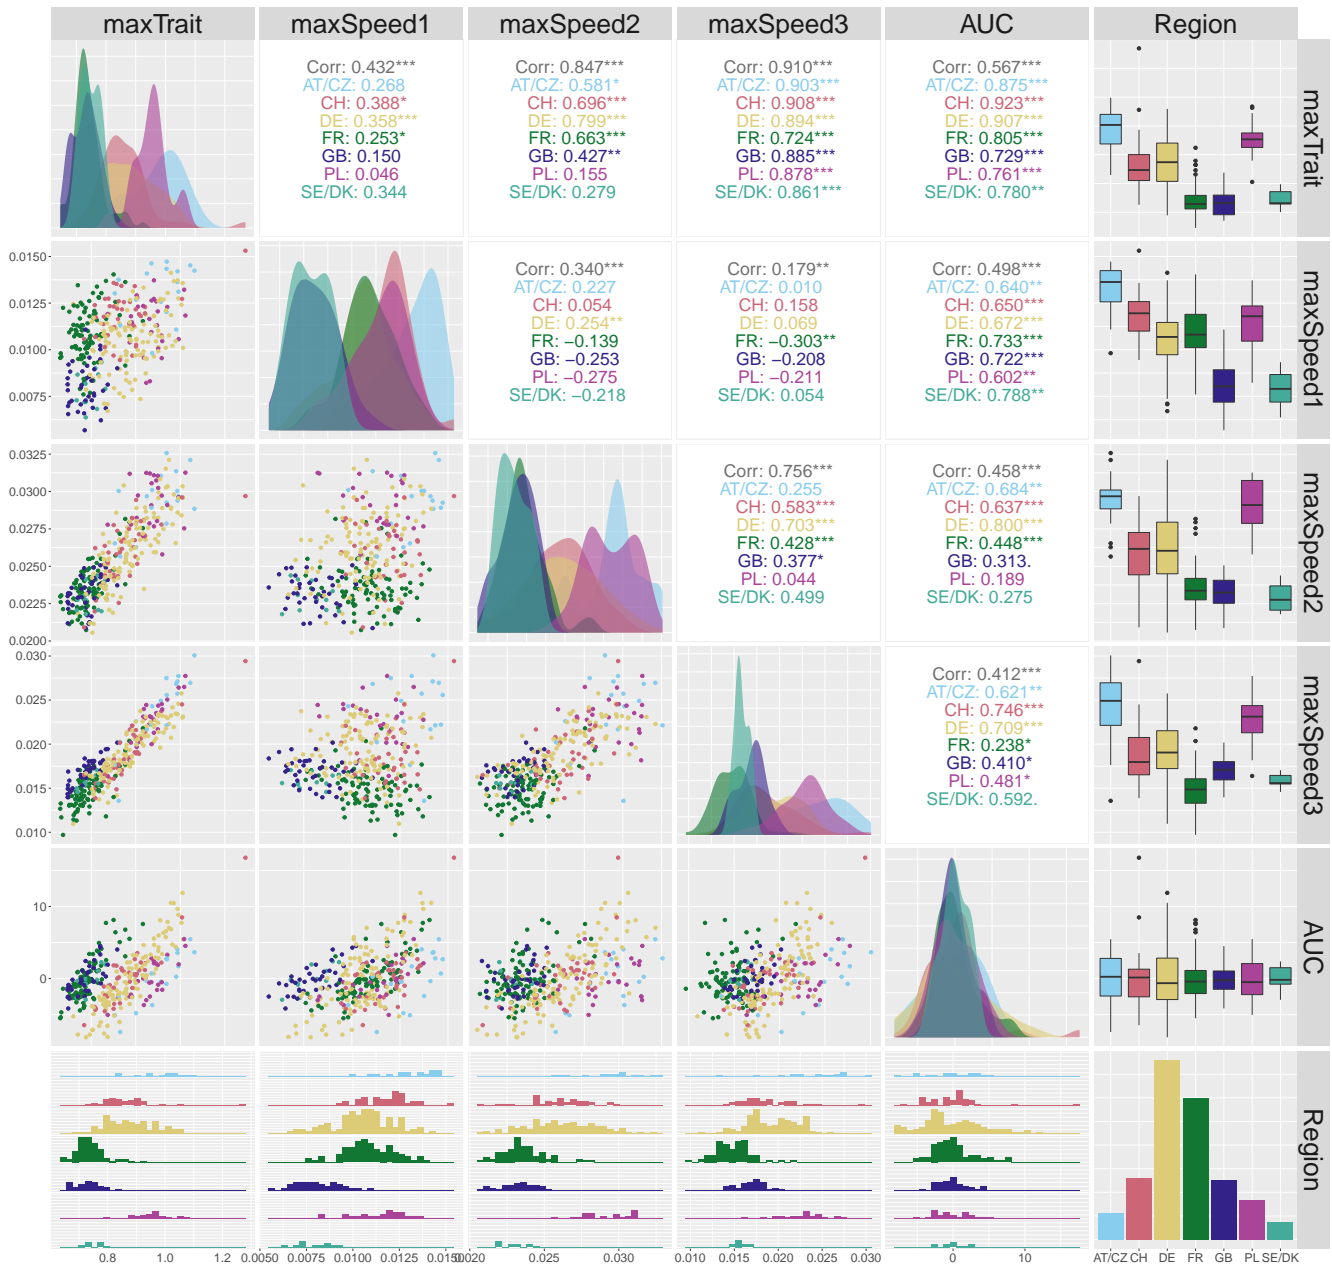 maxTrait
maxSpeed1
maxSpeed2
maxSpeed3
AUC
Region
Corr: 0.432***
AT/CZ: 0.268
CH: 0.388*
DE: 0.358***
FR: 0.253*
GB: 0.150
PL: 0.046
SE/DK: 0.344
Corr: 0.847***
AT/CZ: 0.581*
CH: 0.696***
DE: 0.799***
FR: 0.663***
GB: 0.427**
PL: 0.155
SE/DK: 0.279
Corr: 0.910***
AT/CZ: 0.903***
CH: 0.908***
DE: 0.894***
FR: 0.724***
GB: 0.885***
PL: 0.878***
SE/DK: 0.861***
Corr: 0.567***
AT/CZ: 0.875***
CH: 0.923***
DE: 0.907***
FR: 0.805***
GB: 0.729***
PL: 0.761***
SE/DK: 0.780**
maxTrait
0.0150
0.0125
0.0100
0.0075
Corr: 0.340***
AT/CZ: 0.227
CH: 0.054
DE: 0.254**
FR: −0.139
GB: −0.253
PL: −0.275
SE/DK: −0.218
Corr: 0.179**
AT/CZ: 0.010
CH: 0.158
DE: 0.069
FR: −0.303**
GB: −0.208
PL: −0.211
SE/DK: 0.054
Corr: 0.498***
AT/CZ: 0.640**
CH: 0.650***
DE: 0.672***
FR: 0.733***
GB: 0.722***
PL: 0.602**
SE/DK: 0.788**
maxSpeed1
0.0325
0.0300
0.0275
0.0250
0.0225
0.0200
Corr: 0.756***
AT/CZ: 0.255
CH: 0.583***
DE: 0.703***
FR: 0.428***
GB: 0.377*
PL: 0.044
SE/DK: 0.499
Corr: 0.458***
AT/CZ: 0.684**
CH: 0.637***
DE: 0.800***
FR: 0.448***
GB: 0.313.
PL: 0.189
SE/DK: 0.275
maxSpeed2
0.030
0.025
0.020
0.015
0.010
Corr: 0.412***
AT/CZ: 0.621**
CH: 0.746***
DE: 0.709***
FR: 0.238*
GB: 0.410*
PL: 0.481*
SE/DK: 0.592.
maxSpeed3
10
0
AUC
Region
0.8 1.0 1.2
0.0050 0.0075 0.0100 0.0125 0.0150
0.020 0.025 0.030
0.010 0.015 0.020 0.025 0.030
0 10
AT/CZ CH DE FR GB PL SE/DK